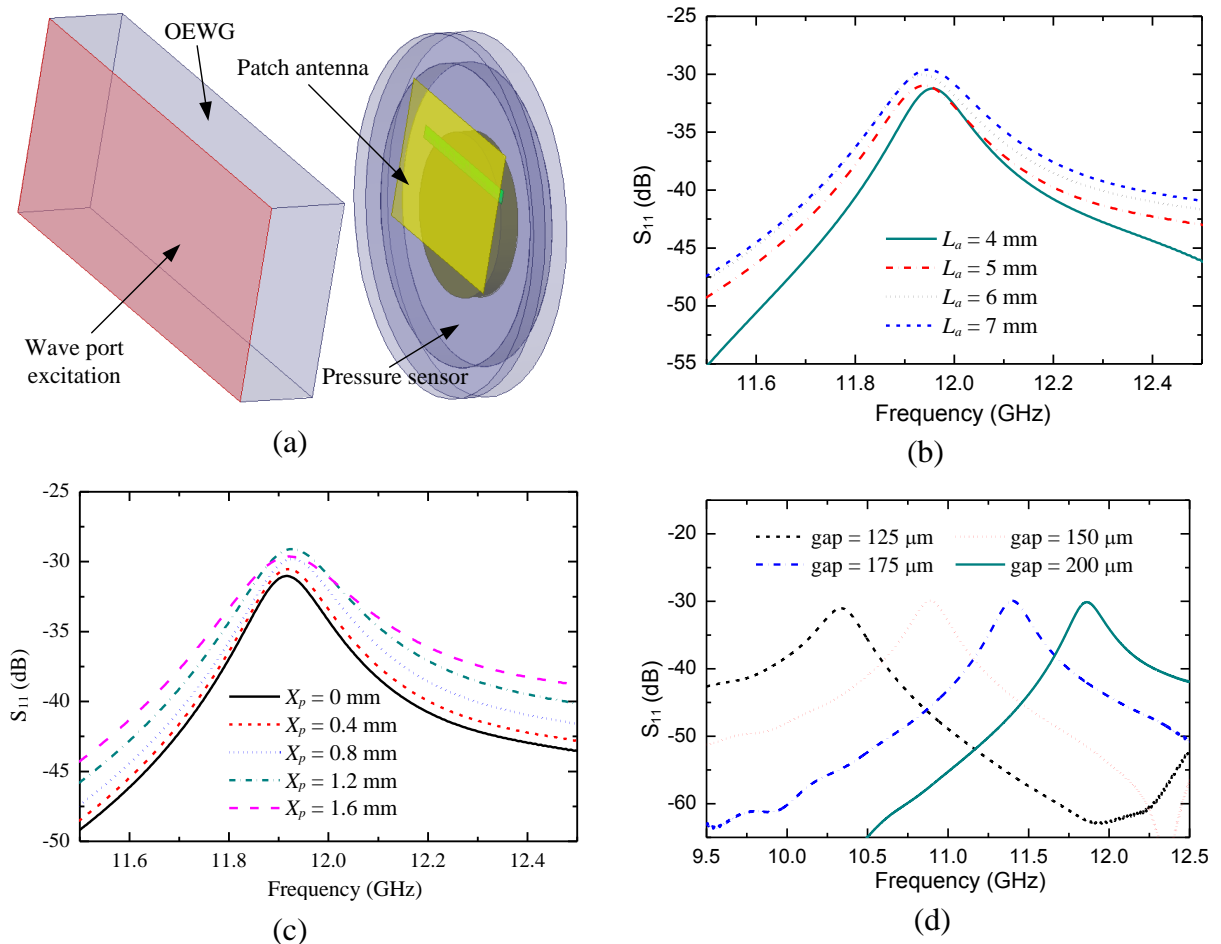 OEWG
Patch antenna
Wave port
excitation
Pressure sensor
(a)
-25
-30
-35
-40
-45
-50
-55
S₁₁ (dB)
Lₐ = 4 mm
Lₐ = 5 mm
Lₐ = 6 mm
Lₐ = 7 mm
11.6 11.8 12.0 12.2 12.4
Frequency (GHz)
(b)
-25
-30
-35
-40
-45
-50
S₁₁ (dB)
Xₚ = 0 mm
Xₚ = 0.4 mm
Xₚ = 0.8 mm
Xₚ = 1.2 mm
Xₚ = 1.6 mm
11.6 11.8 12.0 12.2 12.4
Frequency (GHz)
(c)
-20
-30
-40
-50
-60
S₁₁ (dB)
gap = 125 μm gap = 150 μm
gap = 175 μm gap = 200 μm
9.5 10.0 10.5 11.0 11.5 12.0 12.5
Frequency (GHz)
(d)